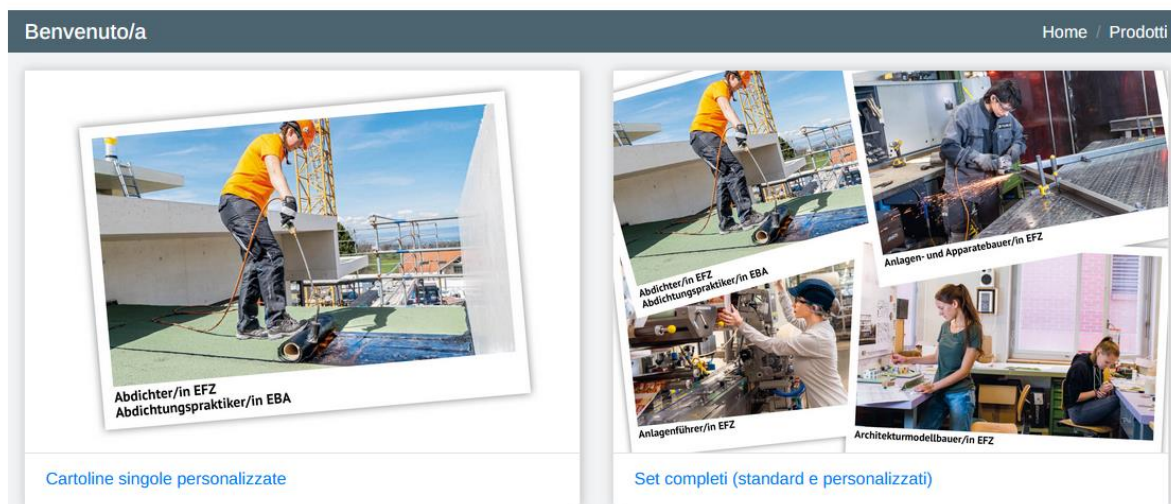 Benvenuto/a
Home / Prodotti
Abdichter/in EFZ
Abdichtungspraktiker/in EBA
Abdichter/in EFZ
Abdichtungspraktiker/in EBA
Anlagen- und Apparatebauer/in EFZ
Anlagenführer/in EFZ
Architekturmodellbauer/in EFZ
Cartoline singole personalizzate
Set completi (standard e personalizzati)